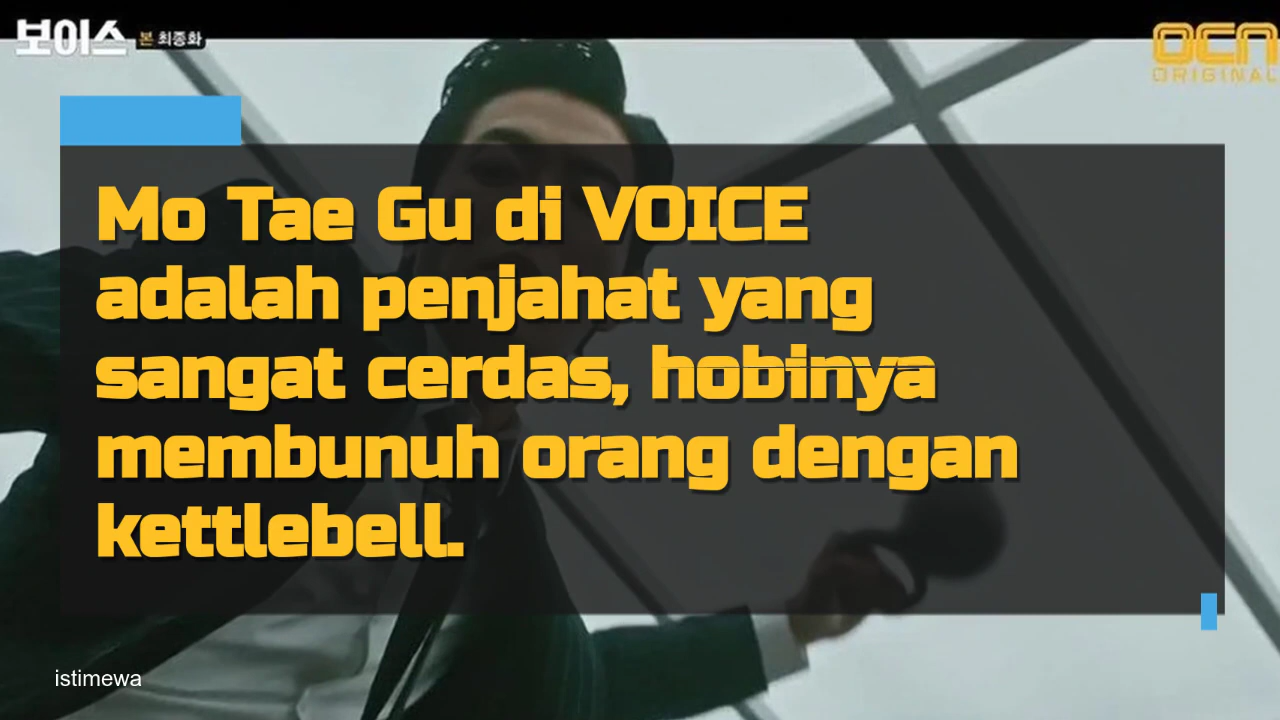 보이스 본 최종화
OCN
ORIGINAL
Mo Tae Gu di VOICE
adalah penjahat yang
sangat cerdas, hobinya
membunuh orang dengan
kettlebell.
istimewa